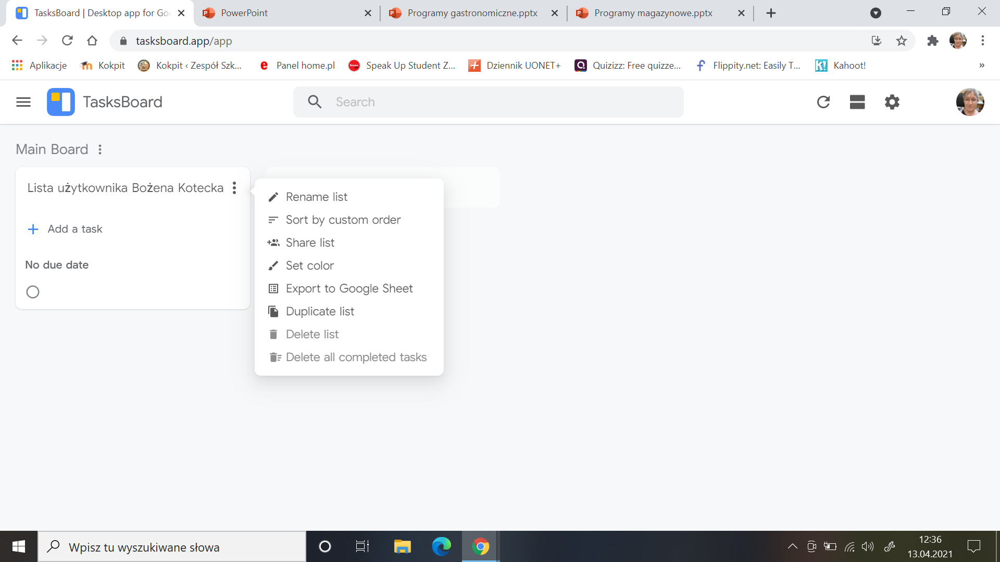 TasksBoard | Desktop app for Go
PowerPoint
Programy gastronomiczne.pptx
Programy magazynowe.pptx
tasksboard.app/app
Aplikacje
Kokpit
Kokpit ‹ Zespół Szk...
Panel home.pl
Speak Up Student Z...
Dziennik UONET+
Quizizz: Free quizze...
Flippity.net: Easily T...
Kahoot!
»
TasksBoard
Search
Main Board
Lista użytkownika Bożena Kotecka
Add a task
No due date
Rename list
Sort by custom order
Share list
Set color
Export to Google Sheet
Duplicate list
Delete list
Delete all completed tasks
Wpisz tu wyszukiwane słowa
12:36
13.04.2021